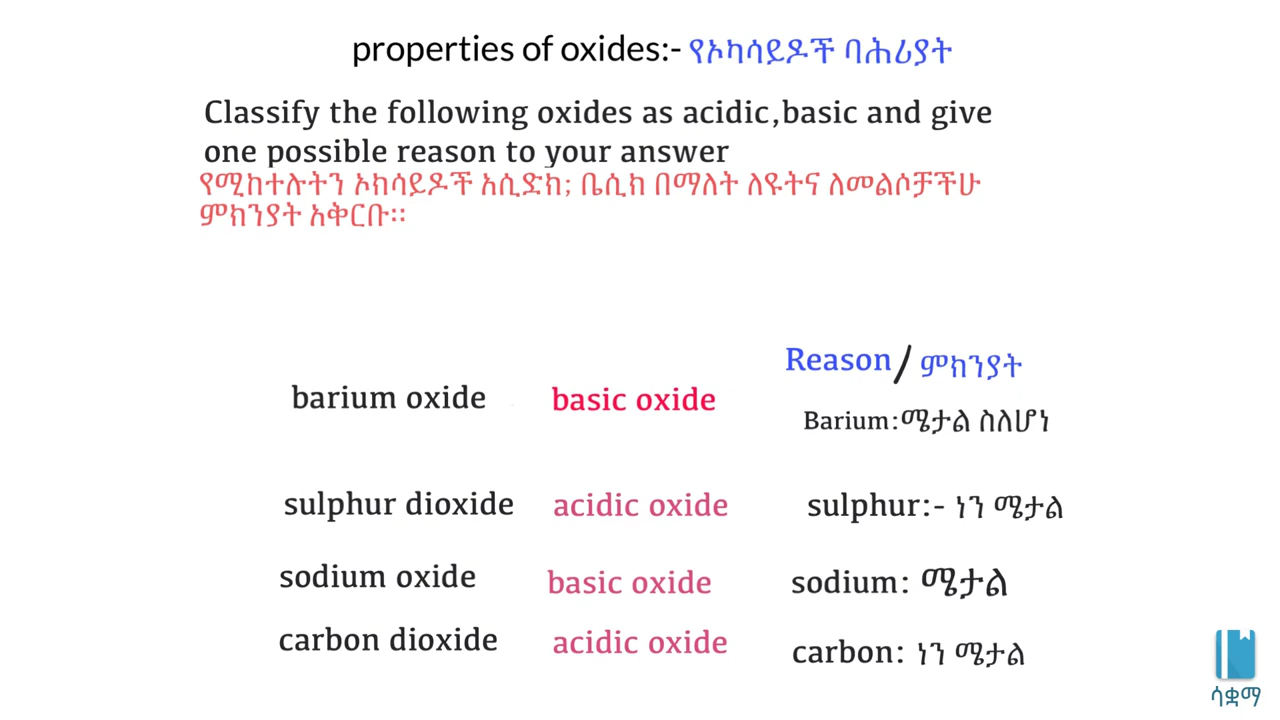 properties of oxides:- የኦካሳይዶች ባሕሪያት
Classify the following oxides as acidic,basic and give
one possible reason to your answer
የሚከተሉትን ኦክሳይዶች አሲድክ; ቤሲክ በማለት ለዩትና ለመልሶቻችሁ
ምክንያት አቅርቡ፡፡
Reason/ ምክንያት
barium oxide basic oxide Barium:ሜታል ስለሆነ
sulphur dioxide acidic oxide sulphur:- ነን ሜታል
sodium oxide basic oxide sodium: ሜታል
carbon dioxide acidic oxide carbon: ነን ሜታል
ሳቋማ